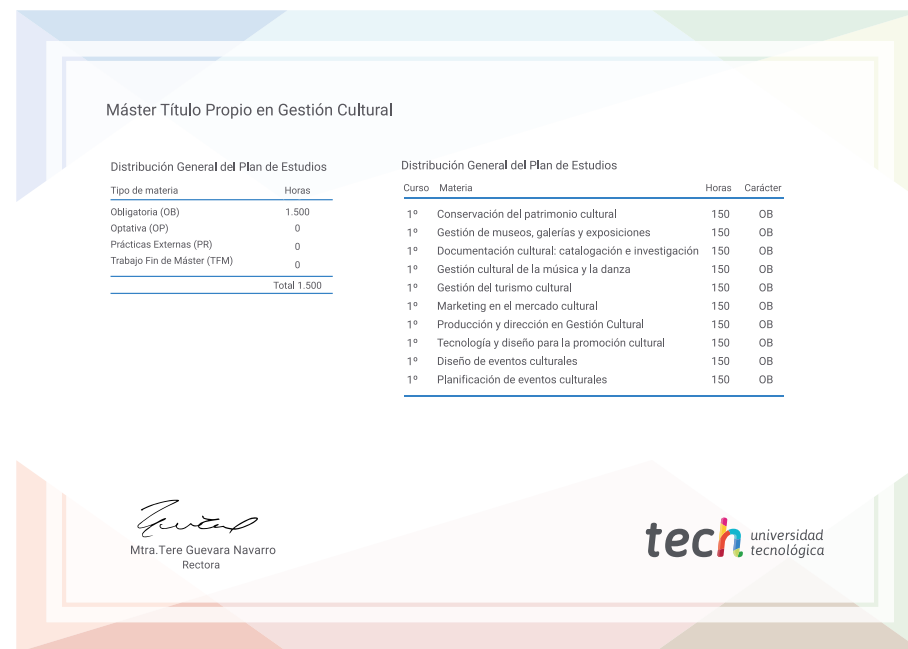 Máster Título Propio en Gestión Cultural
Distribución General del Plan de Estudios
Tipo de materia Horas
Obligatoria (OB) 1.500
Optativa (OP) 0
Prácticas Externas (PR) 0
Trabajo Fin de Máster (TFM) 0
Total 1.500
Distribución General del Plan de Estudios
Curso Materia Horas Carácter
1º Conservación del patrimonio cultural 150 OB
1º Gestión de museos, galerías y exposiciones 150 OB
1º Documentación cultural: catalogación e investigación 150 OB
1º Gestión cultural de la música y la danza 150 OB
1º Gestión del turismo cultural 150 OB
1º Marketing en el mercado cultural 150 OB
1º Producción y dirección en Gestión Cultural 150 OB
1º Tecnología y diseño para la promoción cultural 150 OB
1º Diseño de eventos culturales 150 OB
1º Planificación de eventos culturales 150 OB
Mtra.Tere Guevara Navarro
Rectora
tech universidad
tecnológica